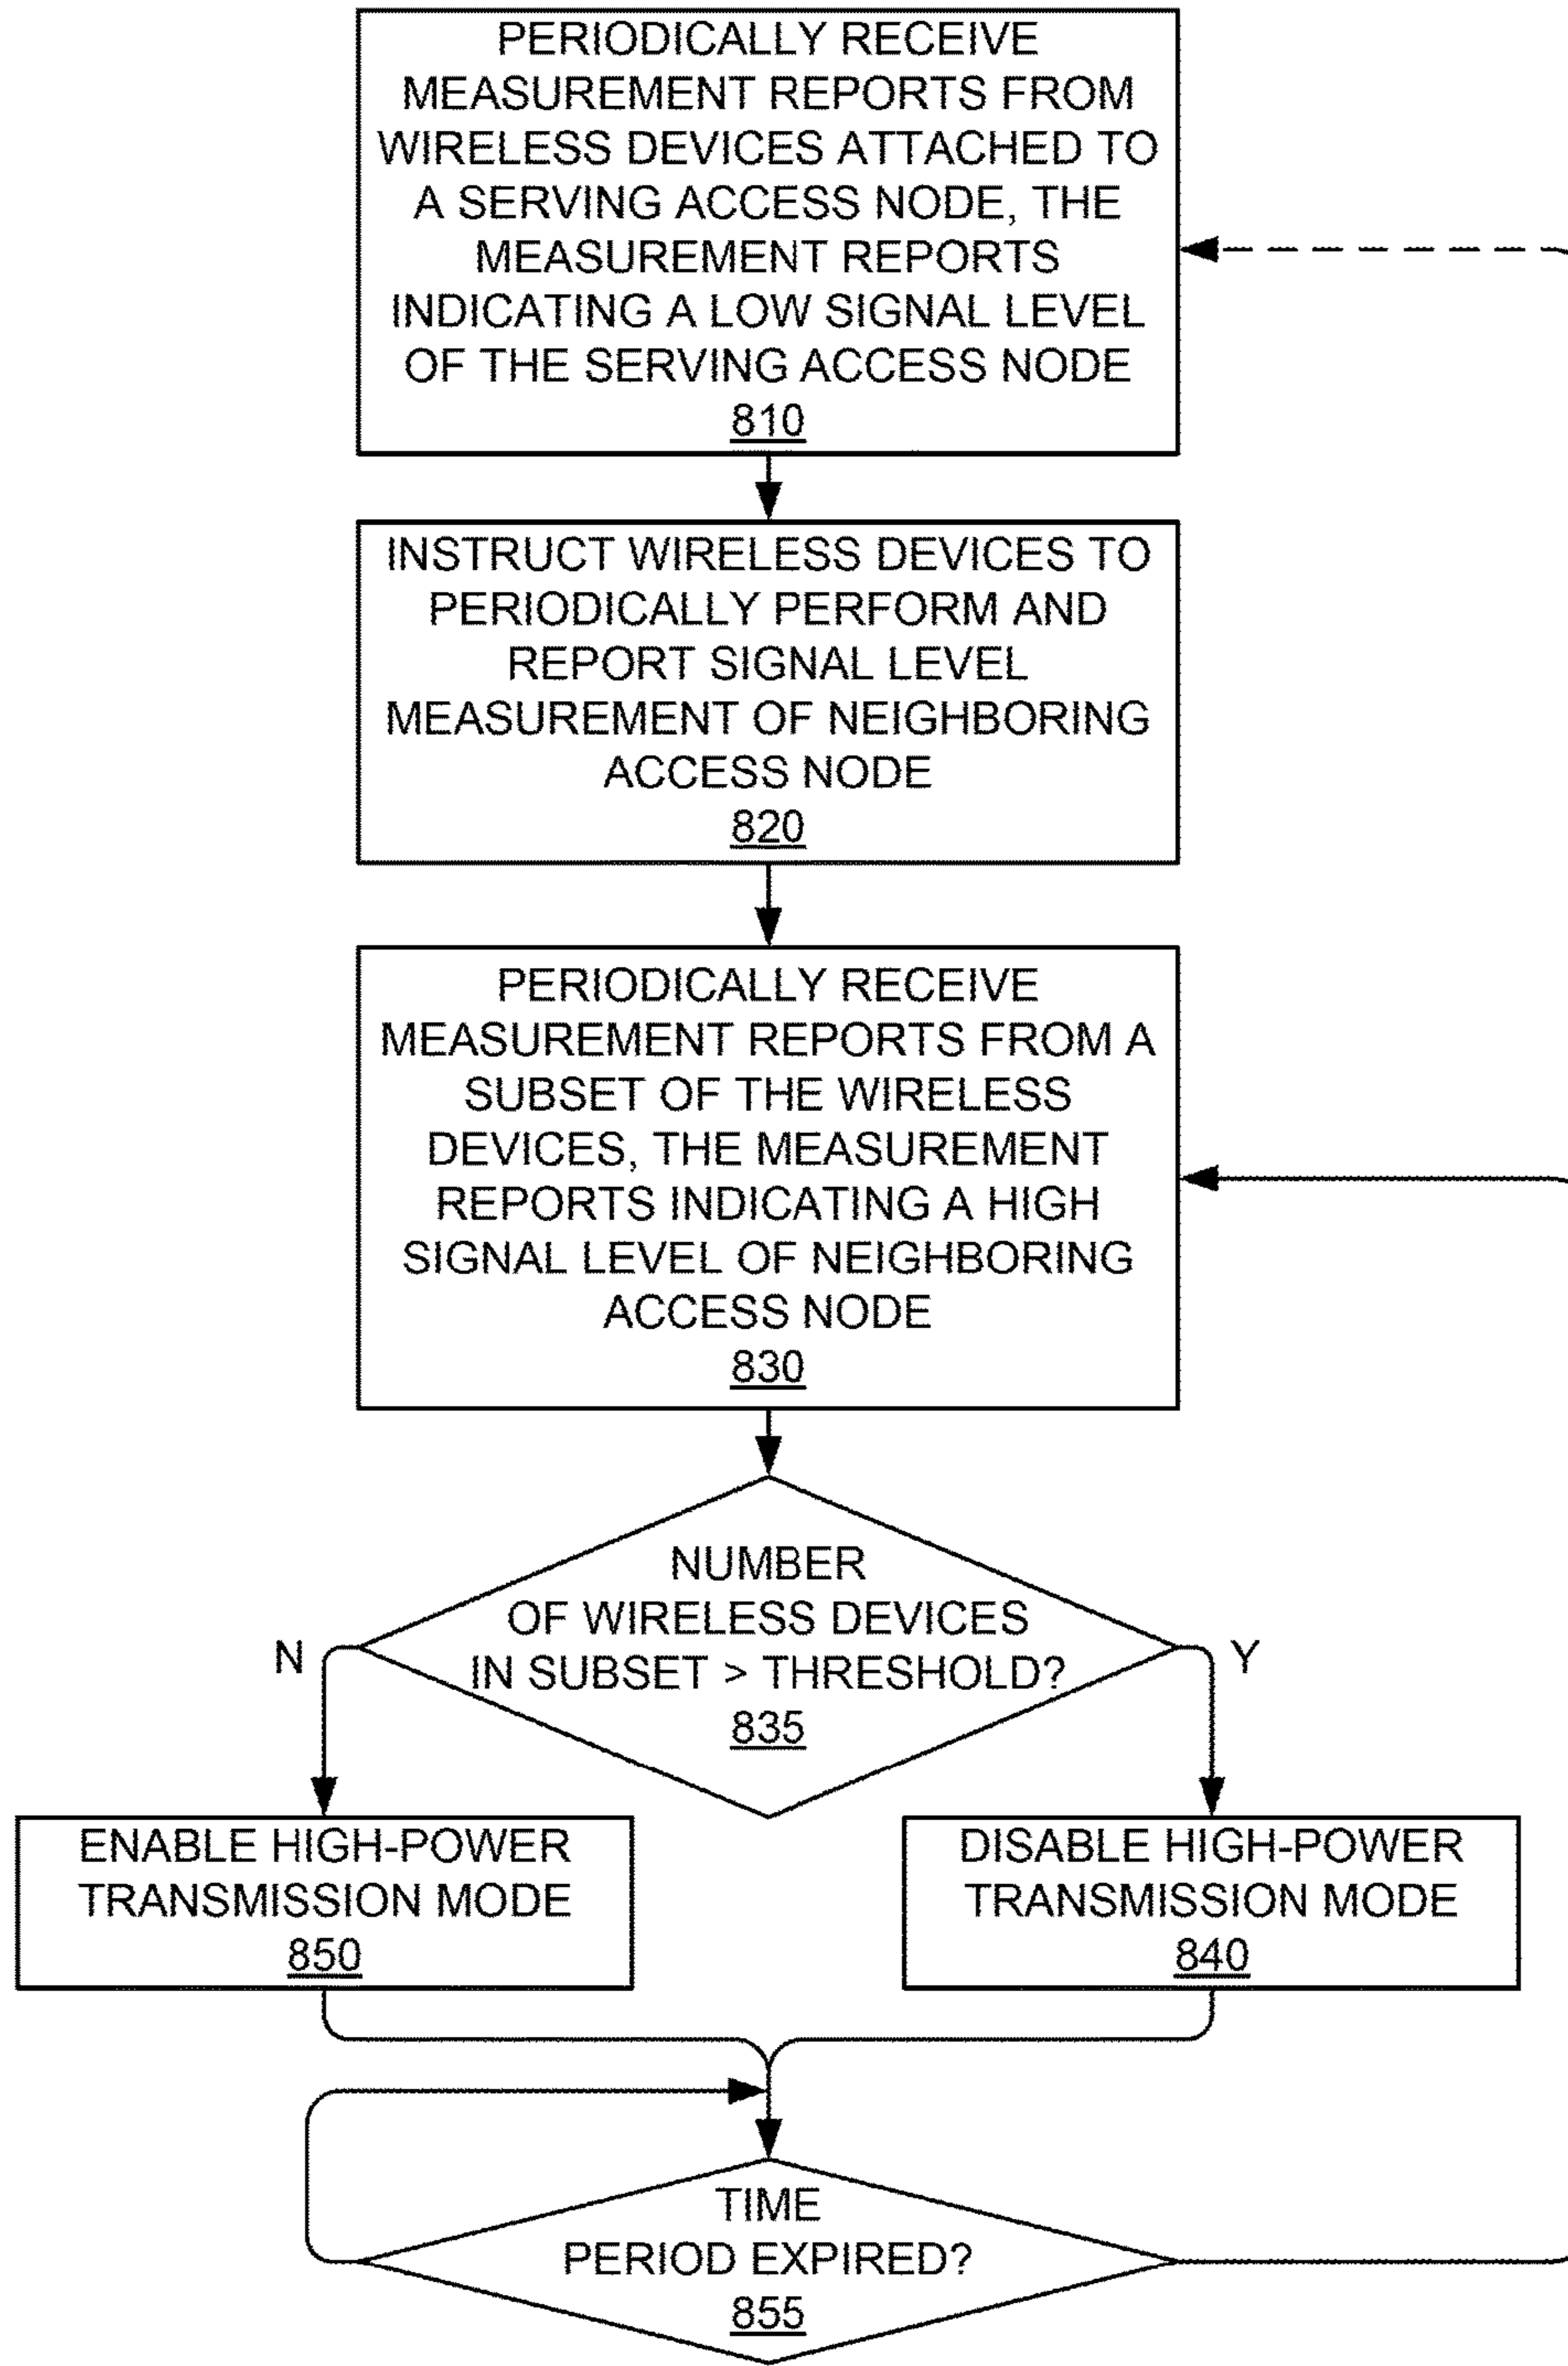 PERIODICALLY RECEIVE
MEASUREMENT REPORTS FROM
WIRELESS DEVICES ATTACHED TO
A SERVING ACCESS NODE, THE
MEASUREMENT REPORTS
INDICATING A LOW SIGNAL LEVEL
OF THE SERVING ACCESS NODE
810
INSTRUCT WIRELESS DEVICES TO
PERIODICALLY PERFORM AND
REPORT SIGNAL LEVEL
MEASUREMENT OF NEIGHBORING
ACCESS NODE
820
PERIODICALLY RECEIVE
MEASUREMENT REPORTS FROM A
SUBSET OF THE WIRELESS
DEVICES, THE MEASUREMENT
REPORTS INDICATING A HIGH
SIGNAL LEVEL OF NEIGHBORING
ACCESS NODE
830
NUMBER
OF WIRELESS DEVICES
IN SUBSET > THRESHOLD?
835
N
Y
ENABLE HIGH-POWER
TRANSMISSION MODE
850
DISABLE HIGH-POWER
TRANSMISSION MODE
840
TIME
PERIOD EXPIRED?
855